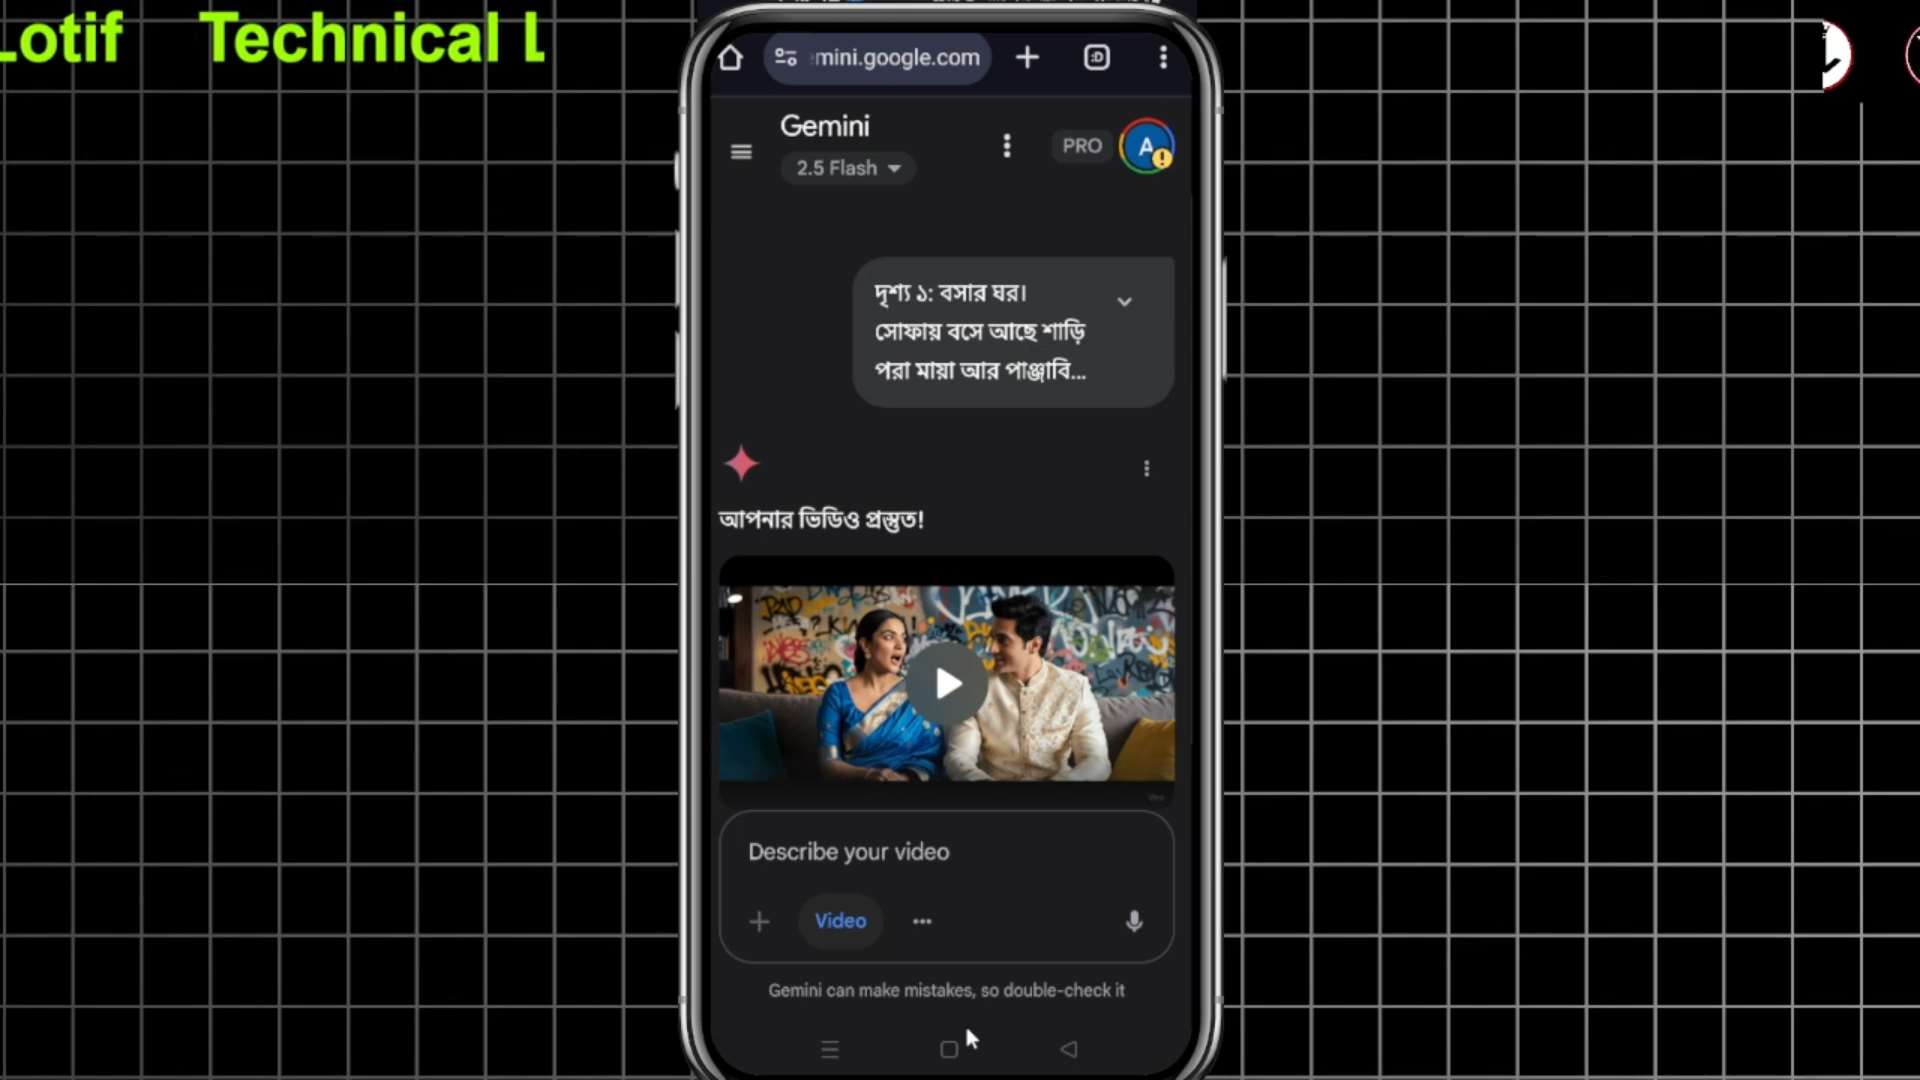 Lotif Technical L
mini.google.com
:D
Gemini
2.5 Flash
PRO
A
দৃশ্য ১: বসার ঘর।
সোফায় বসে আছে শাড়ি
পরা মায়া আর পাঞ্জাবি...
আপনার ভিডিও প্রস্তুত!
Veo
Describe your video
Video
Gemini can make mistakes, so double-check it